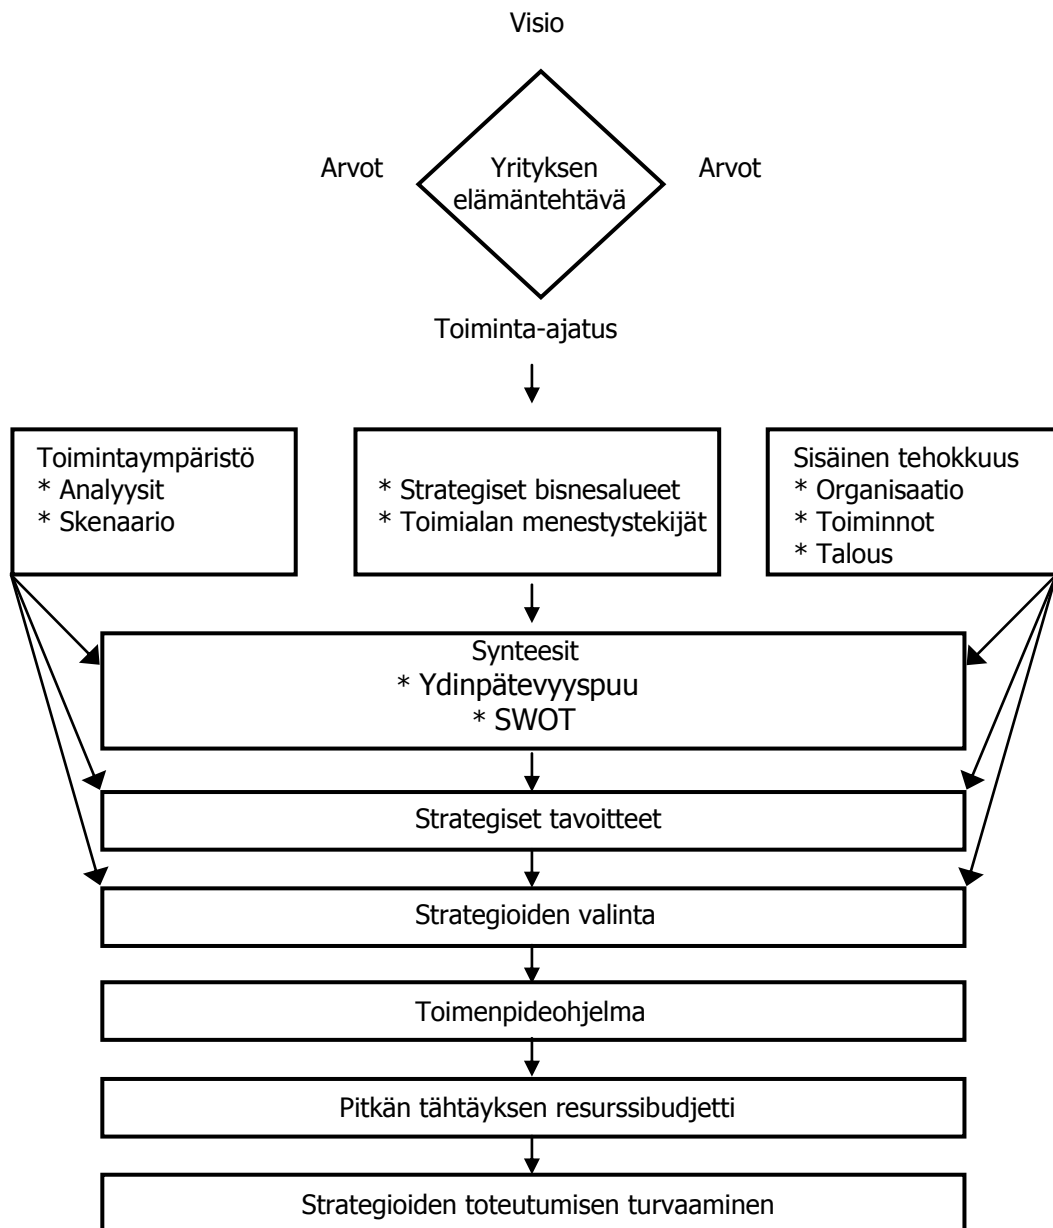 Visio
Arvot
Yrityksen
elämäntehtävä
Arvot
Toiminta-ajatus
Toimintaympäristö
* Analyysit
* Skenaario
* Strategiset bisnesalueet
* Toimialan menestystekijät
Sisäinen tehokkuus
* Organisaatio
* Toiminnot
* Talous
Synteesit
* Ydinpätevyyspuu
* SWOT
Strategiset tavoitteet
Strategioiden valinta
Toimenpideohjelma
Pitkän tähtäyksen resurssibudjetti
Strategioiden toteutumisen turvaaminen